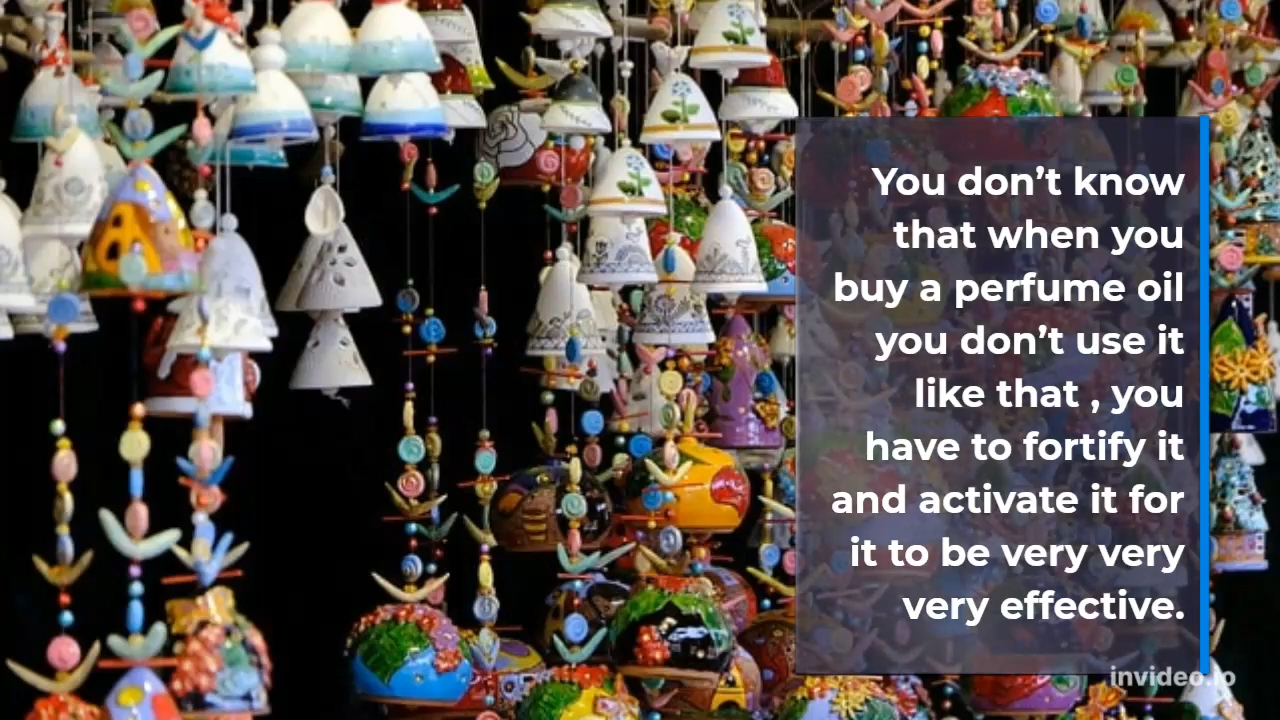 You don’t know
that when you
buy a perfume oil
you don’t use it
like that , you
have to fortify it
and activate it for
it to be very very
very effective.
invideo.io